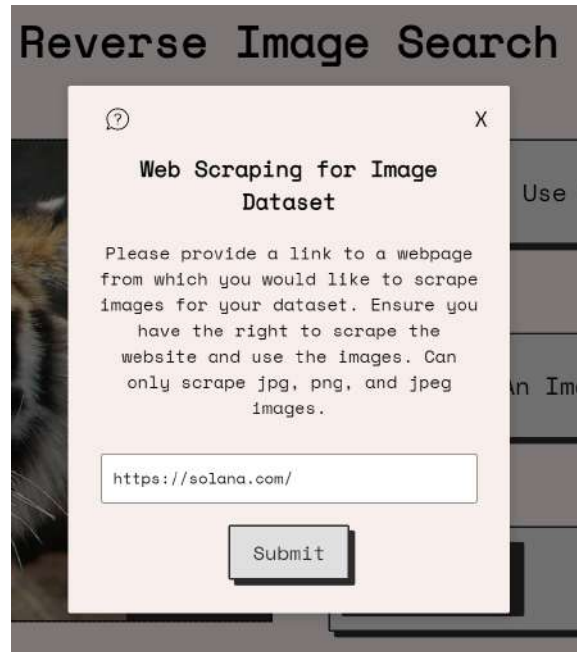 Reverse Image Search
X
Web Scraping for Image
Dataset
Use
Please provide a link to a webpage
from which you would like to scrape
images for your dataset. Ensure you
have the right to scrape the
website and use the images. Can
only scrape jpg, png, and jpeg
images.
An Im
https://solana.com/
Submit